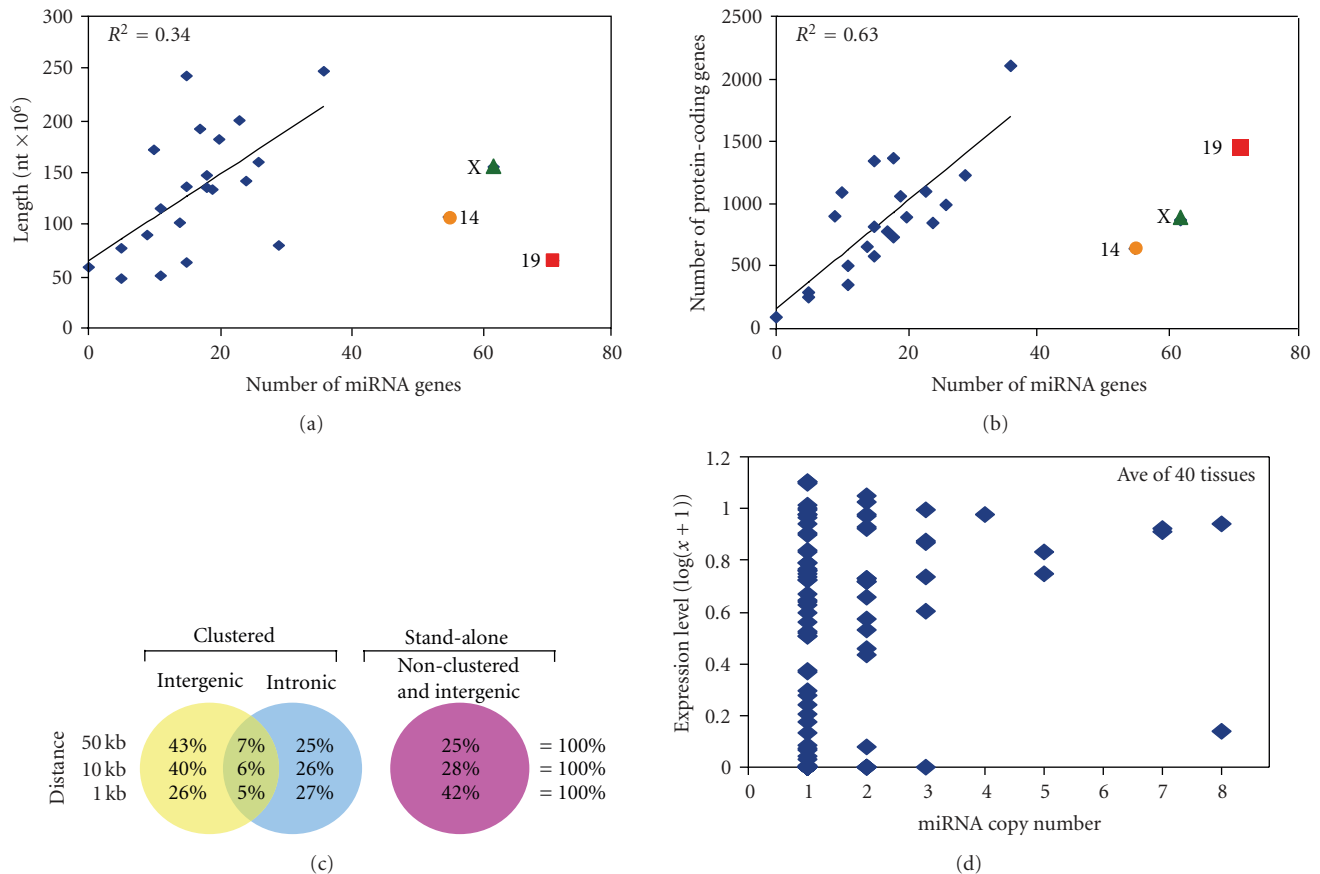 300
250
200
150
100
50
0
Length (nt ×10⁶)
R² = 0.34
X
14
19
0 20 40 60 80
Number of miRNA genes
(a)
2500
2000
1500
1000
500
0
Number of protein-coding genes
R² = 0.63
19
X
14
0 20 40 60 80
Number of miRNA genes
(b)
Clustered
Stand-alone
Intergenic Intronic
Non-clustered
and intergenic
Distance
50 kb 43% 7% 25% 25% = 100%
10 kb 40% 6% 26% 28% = 100%
1 kb 26% 5% 27% 42% = 100%
(c)
1.2
1
0.8
0.6
0.4
0.2
0
Expression level (log(x + 1))
Ave of 40 tissues
0 1 2 3 4 5 6 7 8
miRNA copy number
(d)